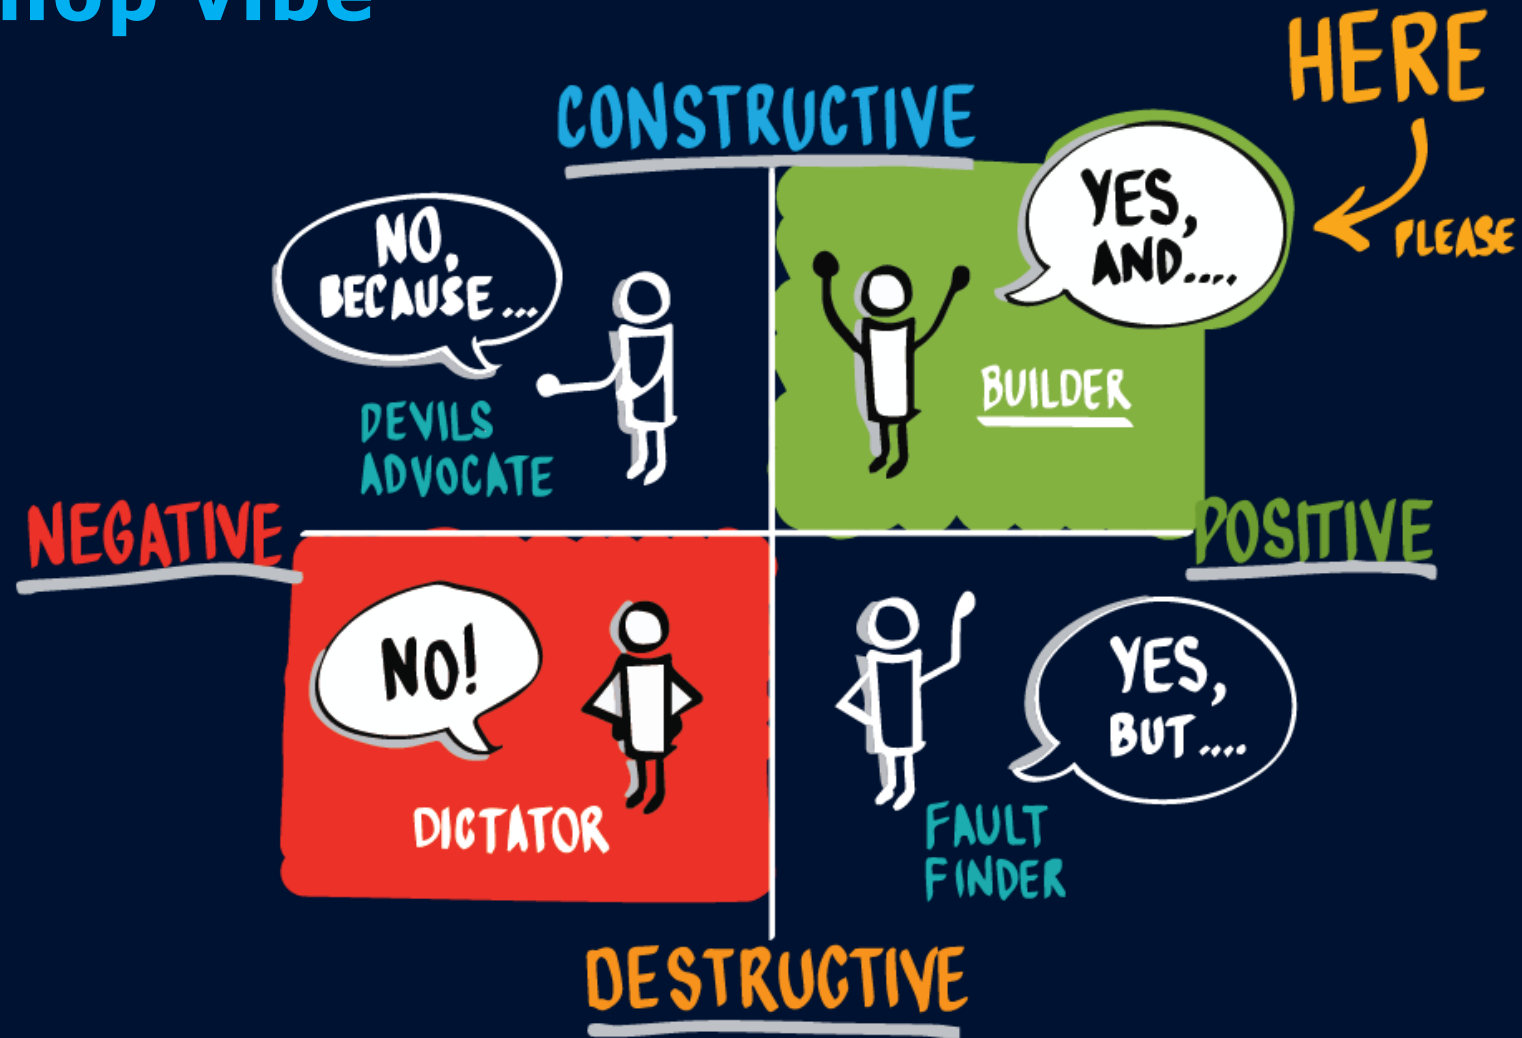 vibe
HERE
PLEASE
CONSTRUCTIVE
NO,
BECAUSE...
DEVILS
ADVOCATE
YES,
AND....
BUILDER
NEGATIVE
POSITIVE
NO!
DICTATOR
YES,
BUT....
FAULT
FINDER
DESTRUCTIVE